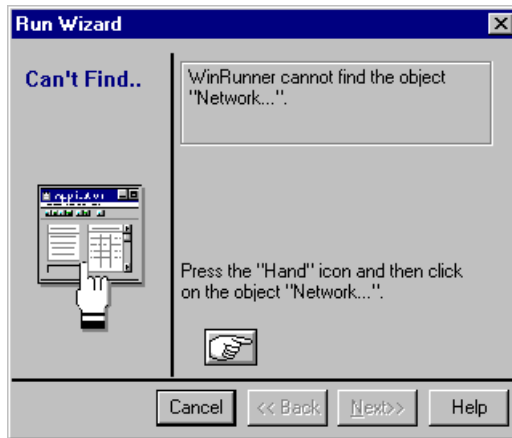 Run Wizard
Can't Find..
WinRunner cannot find the object
"Network...".
Press the "Hand" icon and then click
on the object "Network...".
Cancel
<< Back
Next>>
Help